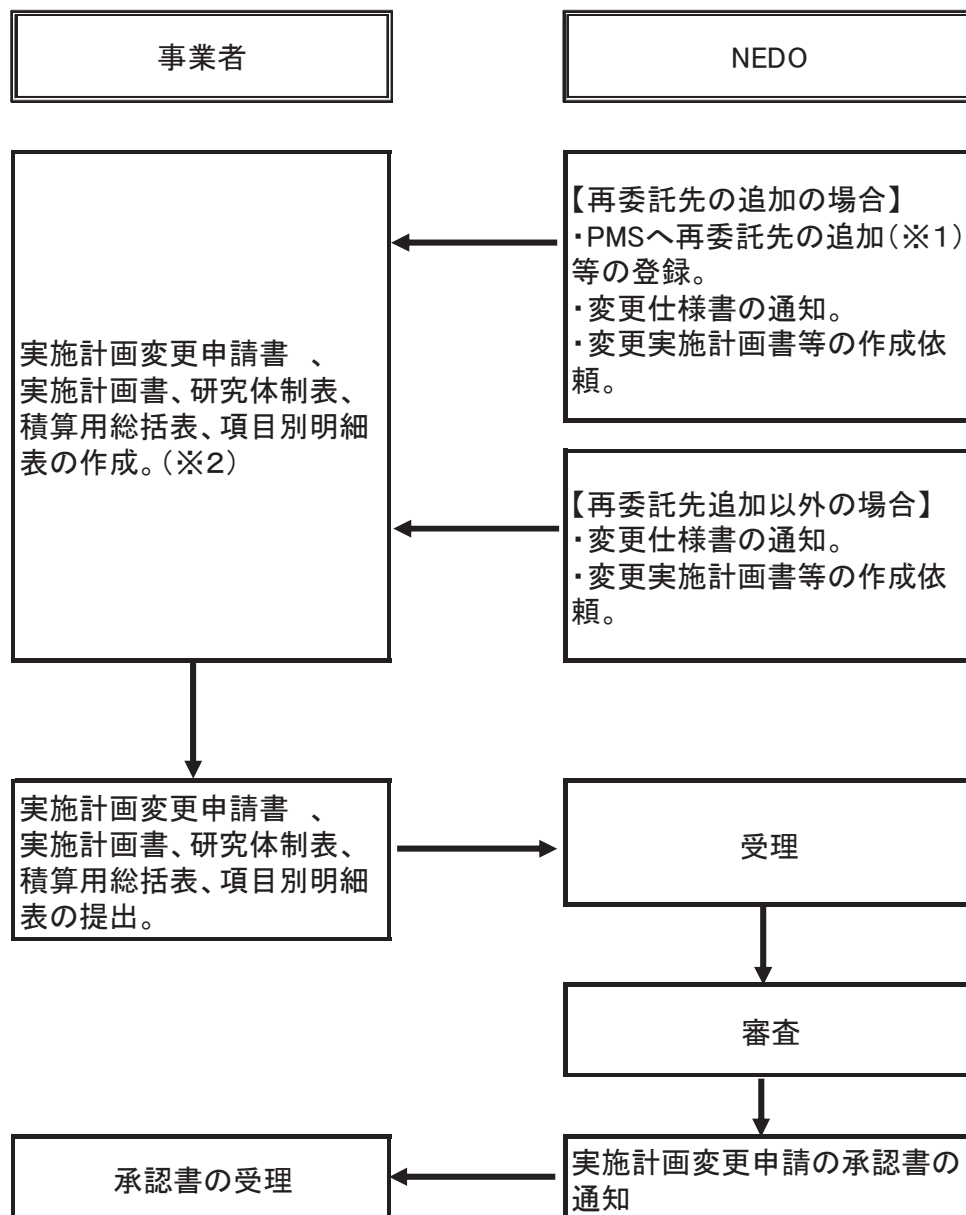 事業者
NEDO
【再委託先の追加の場合】
・PMSへ再委託先の追加(※1)
等の登録。
・変更仕様書の通知。
・変更実施計画書等の作成依
頼。
実施計画変更申請書 、
実施計画書、研究体制表、
積算用総括表、項目別明細
表の作成。(※2)
【再委託先追加以外の場合】
・変更仕様書の通知。
・変更実施計画書等の作成依
頼。
実施計画変更申請書 、
実施計画書、研究体制表、
積算用総括表、項目別明細
表の提出。
受理
審査
実施計画変更申請の承認書の
通知
承認書の受理